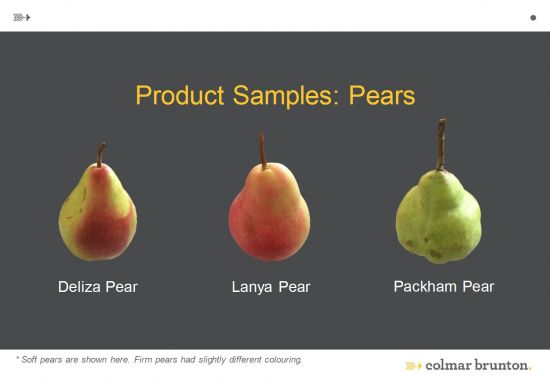 Product Samples: Pears
Deliza Pear
Lanya Pear
Packham Pear
* Soft pears are shown here. Firm pears had slightly different colouring.
colmar brunton.